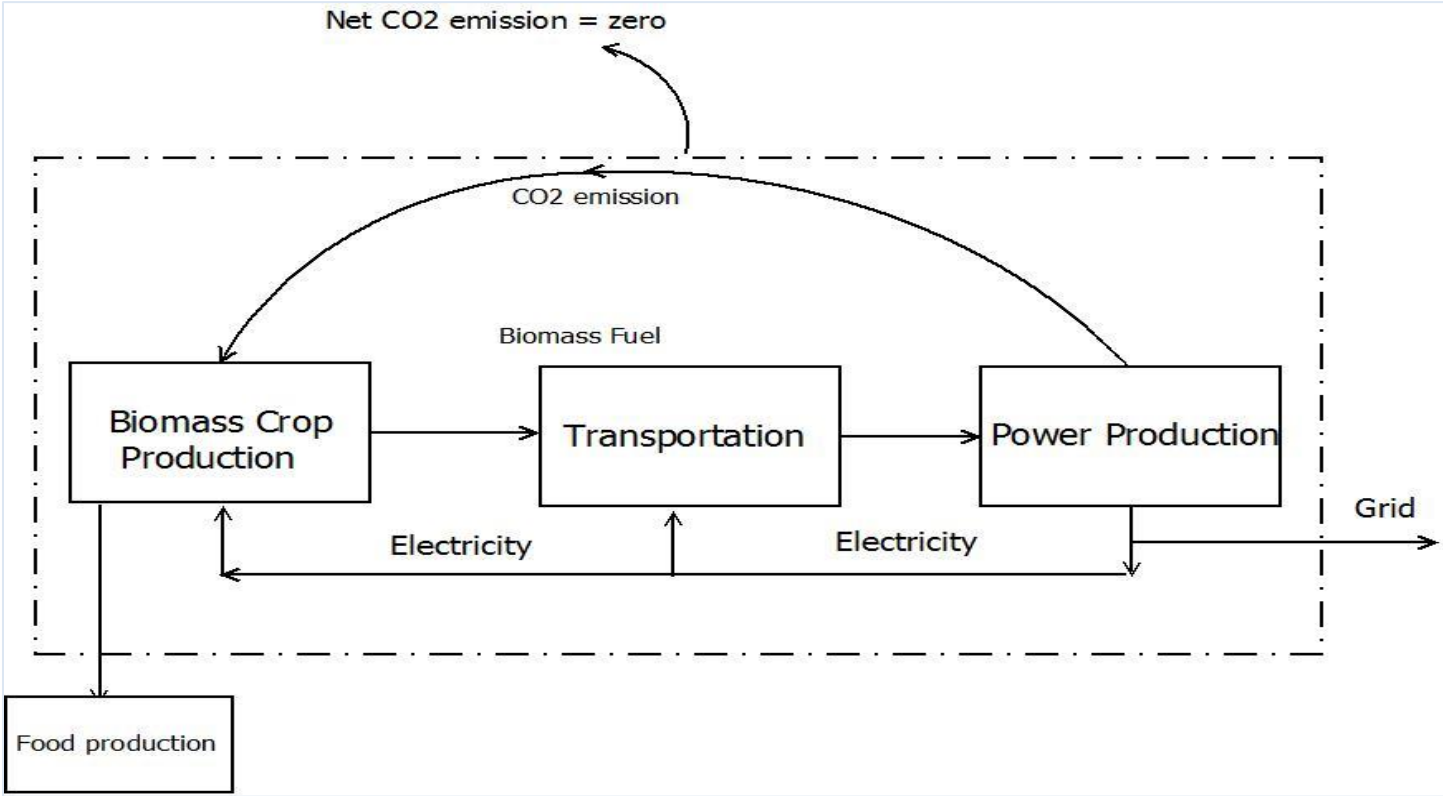 Net CO2 emission = zero
CO2 emission
Biomass Fuel
Biomass Crop
Production
Transportation
Power Production
Electricity
Electricity
Grid
Food production